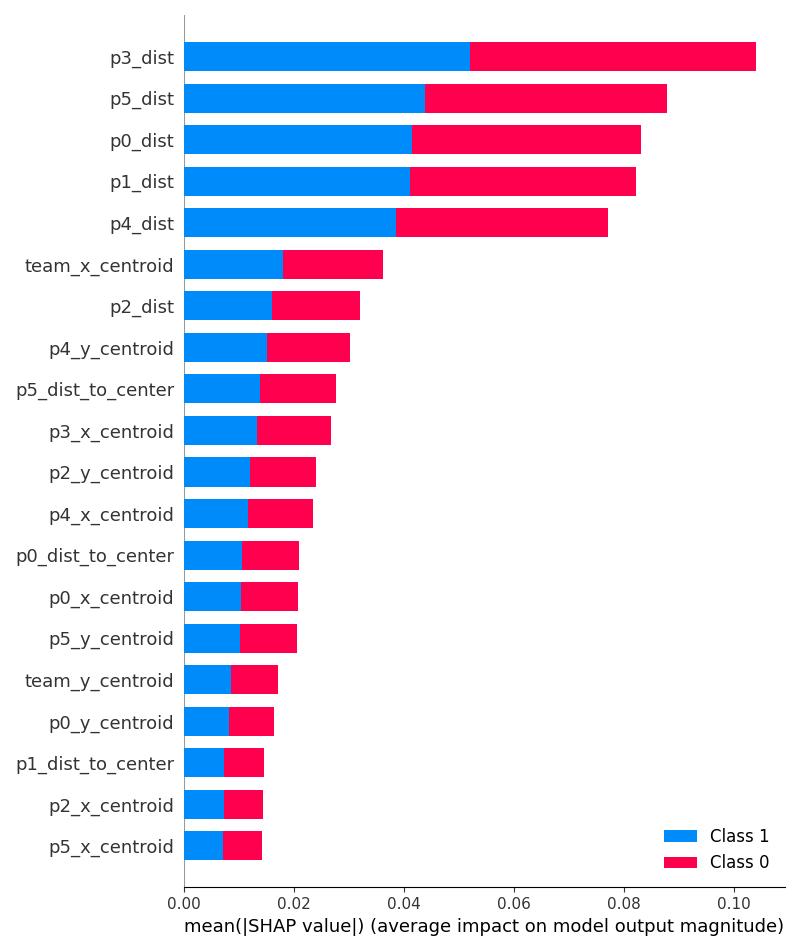 p3_dist
p5_dist
p0_dist
p1_dist
p4_dist
team_x_centroid
p2_dist
p4_y_centroid
p5_dist_to_center
p3_x_centroid
p2_y_centroid
p4_x_centroid
p0_dist_to_center
p0_x_centroid
p5_y_centroid
team_y_centroid
p0_y_centroid
p1_dist_to_center
p2_x_centroid
p5_x_centroid
Class 1
Class 0
0.00 0.02 0.04 0.06 0.08 0.10
mean(|SHAP value|) (average impact on model output magnitude)